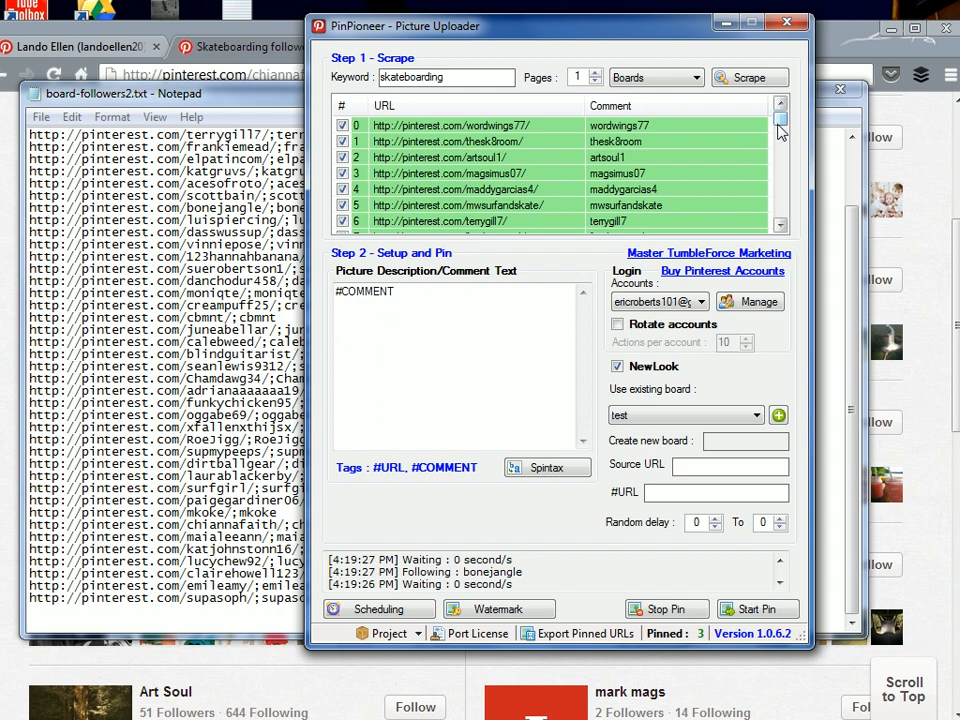 YouTube
Toolbox
Lando Ellen (landoellen20
Skateboarding follow
http://pinterest.com/chiannaf
board-followers2.txt - Notepad
File Edit Format View Help
http://pinterest.com/terrygill7/;terr
http://pinterest.com/frankiemead/;fran
http://pinterest.com/elpatincom/;elpa
http://pinterest.com/katgruvs/;katgru
http://pinterest.com/acesofroto/;aces
http://pinterest.com/scottbain/;scott
http://pinterest.com/bonejangle/;bone
http://pinterest.com/luispiercing/;lu
http://pinterest.com/dasswussup/;dass
http://pinterest.com/vinniepose/;vinn
http://pinterest.com/123hannahbanana/
http://pinterest.com/suerobertson1/;s
http://pinterest.com/danchodur458/;da
http://pinterest.com/moniqte/;moniqte
http://pinterest.com/creampuff25/;cre
http://pinterest.com/cbmnt/;cbmnt
http://pinterest.com/juneabellar/;jun
http://pinterest.com/calebweed/;caleb
http://pinterest.com/blindguitarist/;
http://pinterest.com/seanlewis9312/;s
http://pinterest.com/Chamdawg34/;Cham
http://pinterest.com/adrianaaaaaaa19/
http://pinterest.com/funkychicken95/;
http://pinterest.com/oggabe69/;oggabe
http://pinterest.com/xfallenxthijsx/;
http://pinterest.com/RoeJigg/;RoeJigg
http://pinterest.com/supmypeeps/;supm
http://pinterest.com/dirtballgear/;di
http://pinterest.com/laurablackerby/;
http://pinterest.com/surfgirl/;surfgi
http://pinterest.com/paigegardiner06/
http://pinterest.com/mkoke/;mkoke
http://pinterest.com/chiannafaith/;ch
http://pinterest.com/maialeeann/;maia
http://pinterest.com/katjohnstonn16/;
http://pinterest.com/lucychew92/;lucy
http://pinterest.com/clairehowell123/
http://pinterest.com/emileamy/;emilea
http://pinterest.com/supasoph/;supaso
PinPioneer - Picture Uploader
Step 1 - Scrape
Keyword : skateboarding Pages : 1 Boards Scrape
# URL Comment
0 http://pinterest.com/wordwings77/ wordwings77
1 http://pinterest.com/thesk8room/ thesk8room
2 http://pinterest.com/artsoul1/ artsoul1
3 http://pinterest.com/magsimus07/ magsimus07
4 http://pinterest.com/maddygarcias4/ maddygarcias4
5 http://pinterest.com/mwsurfandskate/ mwsurfandskate
6 http://pinterest.com/terrygill7/ terrygill7
Step 2 - Setup and Pin
Master TumbleForce Marketing
Picture Description/Comment Text
#COMMENT
Tags : #URL, #COMMENT
Spintax
Login
Buy Pinterest Accounts
Accounts :
ericroberts101@g
Manage
Rotate accounts
Actions per account : 10
NewLook
Use existing board :
test
Create new board :
Source URL
#URL
Random delay : 0 To 0
[4:19:27 PM] Waiting : 0 second/s
[4:19:27 PM] Following : bonejangle
[4:19:26 PM] Waiting : 0 second/s
Scheduling
Watermark
Stop Pin
Start Pin
Project
Port License
Export Pinned URLs
Pinned : 3
Version 1.0.6.2
llow
llow
llow
llow
Scroll
to Top
Art Soul
51 Followers · 644 Following
Follow
mark mags
2 Followers · 14 Following
Fo